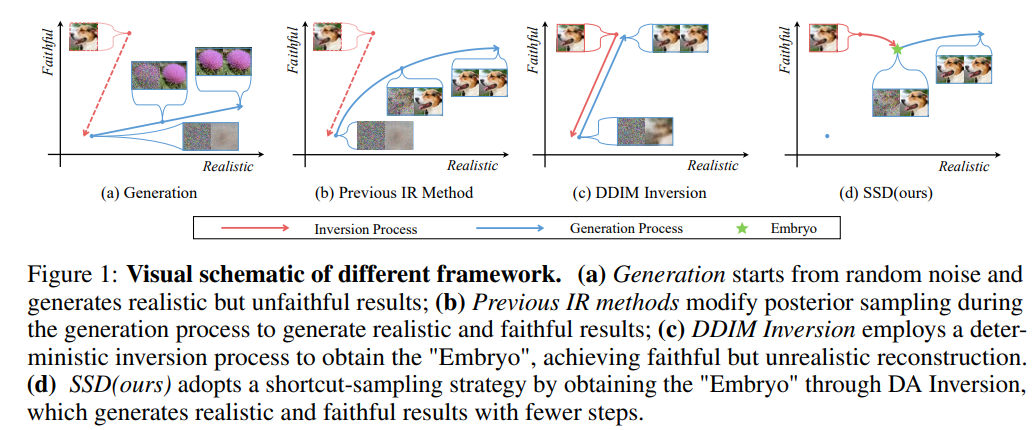 Faithful
Realistic
(a) Generation
Faithful
Realistic
(b) Previous IR Method
Faithful
Realistic
(c) DDIM Inversion
Faithful
Realistic
(d) SSD(ours)
Inversion Process
Generation Process
Embryo
Figure 1: Visual schematic of different framework. (a) Generation starts from random noise and
generates realistic but unfaithful results; (b) Previous IR methods modify posterior sampling during
the generation process to generate realistic and faithful results; (c) DDIM Inversion employs a deter-
ministic inversion process to obtain the "Embryo", achieving faithful but unrealistic reconstruction.
(d) SSD(ours) adopts a shortcut-sampling strategy by obtaining the "Embryo" through DA Inversion,
which generates realistic and faithful results with fewer steps.